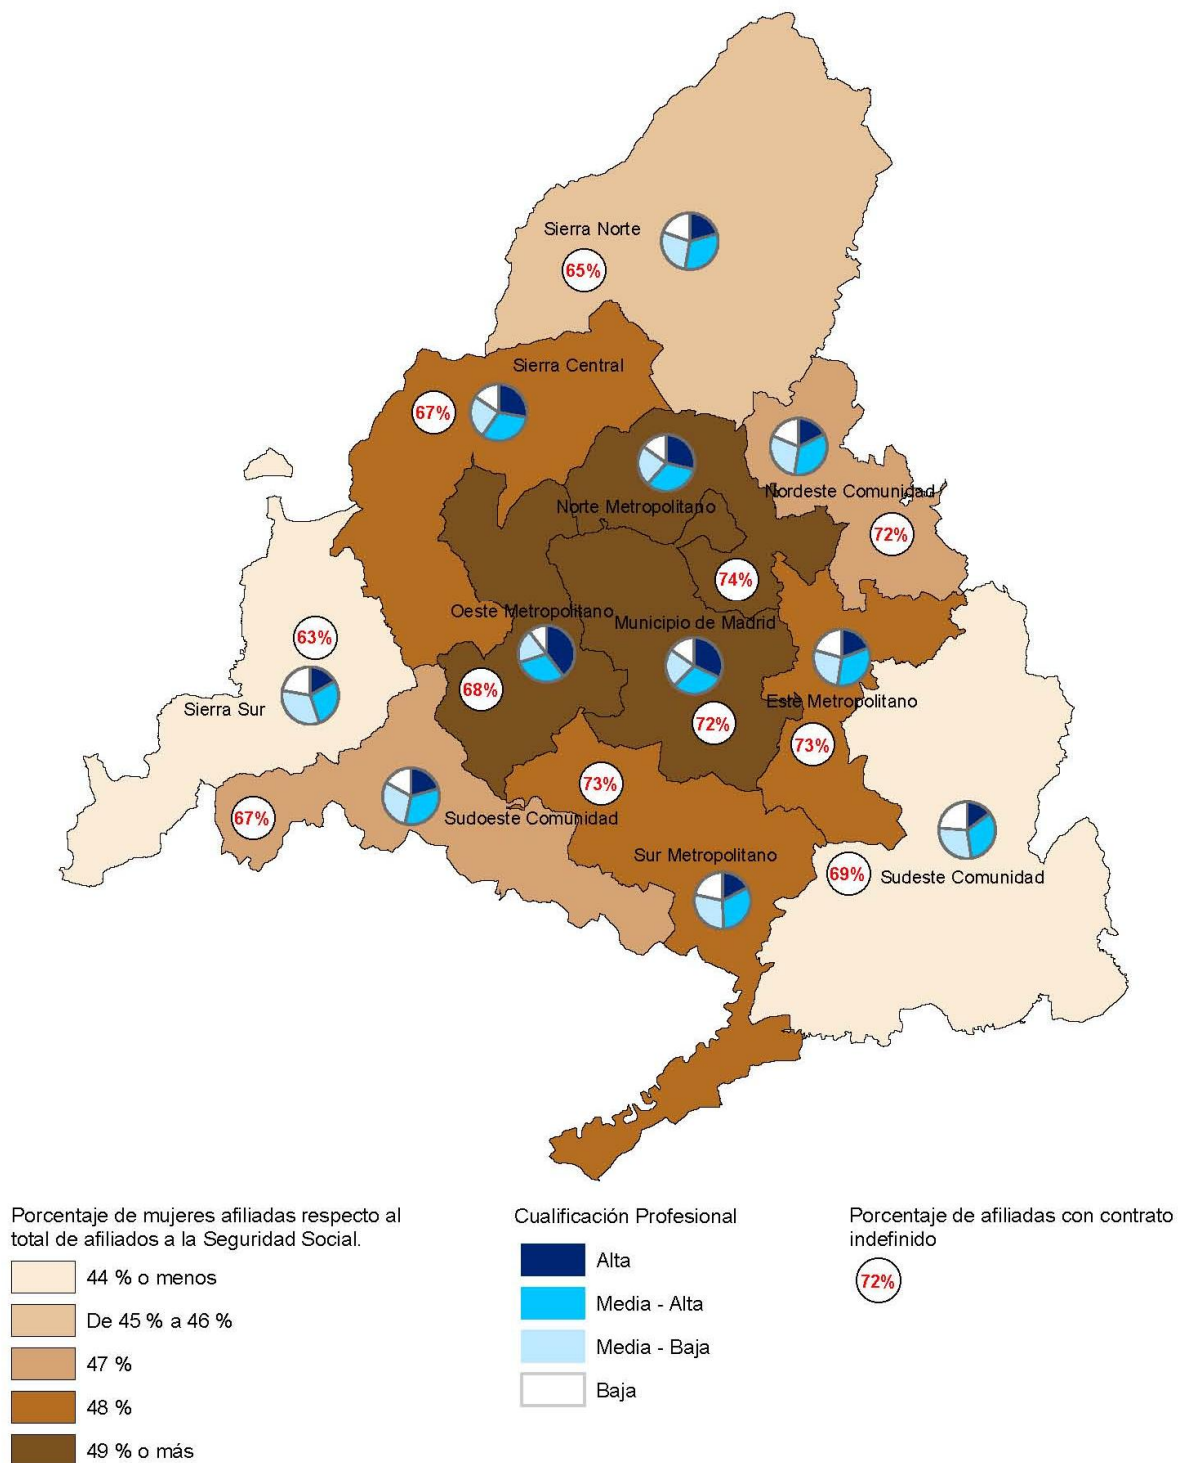 Sierra Norte
65%
Sierra Central
67%
Nordeste Comunidad
Norte Metropolitano
72%
74%
Oeste Metropolitano
Municipio de Madrid
63%
68%
Sierra Sur
Este Metropolitano
72%
73%
73%
67%
Sudoeste Comunidad
Sur Metropolitano
69%
Sudeste Comunidad
Porcentaje de mujeres afiliadas respecto al
total de afiliados a la Seguridad Social.
44 % o menos
De 45 % a 46 %
47 %
48 %
49 % o más
Cualificación Profesional
Alta
Media - Alta
Media - Baja
Baja
Porcentaje de afiliadas con contrato
indefinido
72%